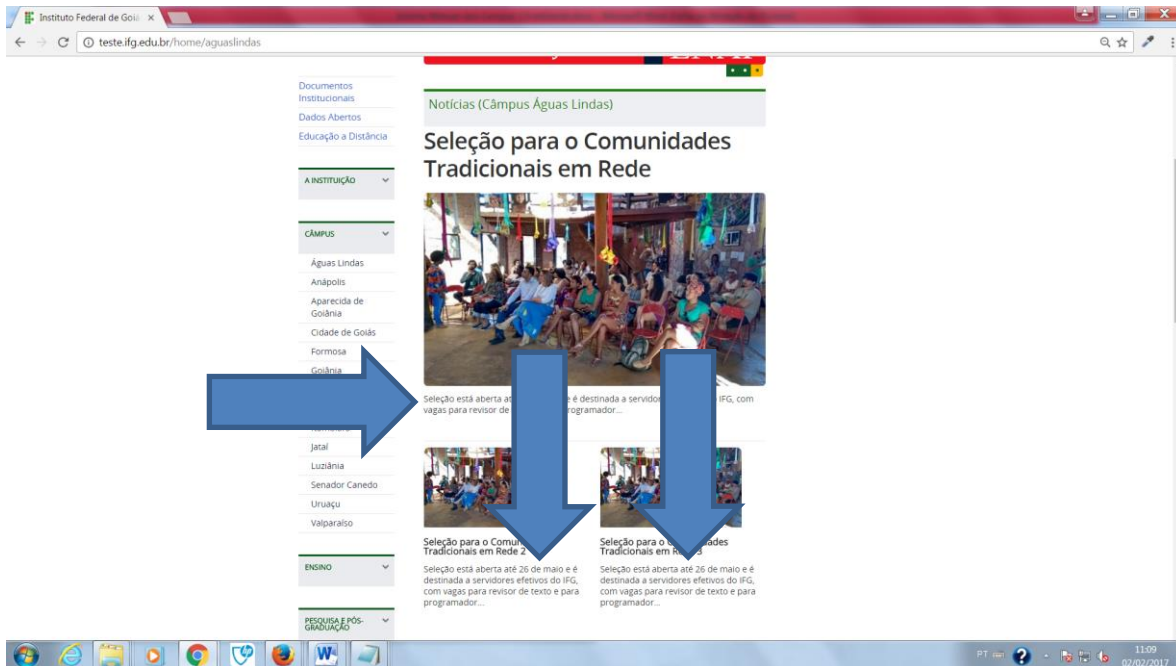 Instituto Federal de Goiá
teste.ifg.edu.br/home/aguaslindas
Documentos
Institucionais
Dados Abertos
Educação a Distância
A INSTITUIÇÃO
CÂMPUS
Águas Lindas
Anápolis
Aparecida de
Goiânia
Cidade de Goiás
Formosa
Goiânia
Jataí
Luziânia
Senador Canedo
Uruaçu
Valparaíso
ENSINO
PESQUISA E PÓS-
GRADUAÇÃO
Notícias (Câmpus Águas Lindas)
Seleção para o Comunidades
Tradicionais em Rede
Seleção está aberta até e é destinada a servidor IFG, com
vagas para revisor de programador...
Seleção para o
Tradicionais em Rede 2
Seleção está aberta até 26 de maio e é
destinada a servidores efetivos do IFG,
com vagas para revisor de texto e para
programador...
Seleção para o
Tradicionais em 3
Seleção está aberta até 26 de maio e é
destinada a servidores efetivos do IFG,
com vagas para revisor de texto e para
programador...
PT
11:09
02/02/2017